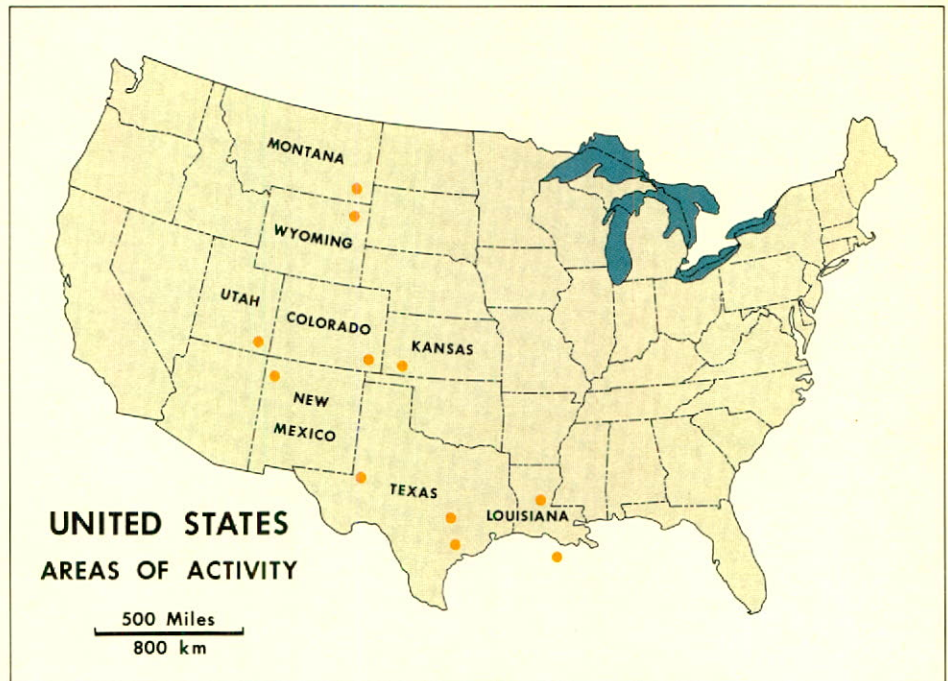 MONTANA
WYOMING
UTAH
COLORADO
KANSAS
NEW
MEXICO
TEXAS
LOUISIANA
UNITED STATES
AREAS OF ACTIVITY
500 Miles
800 km